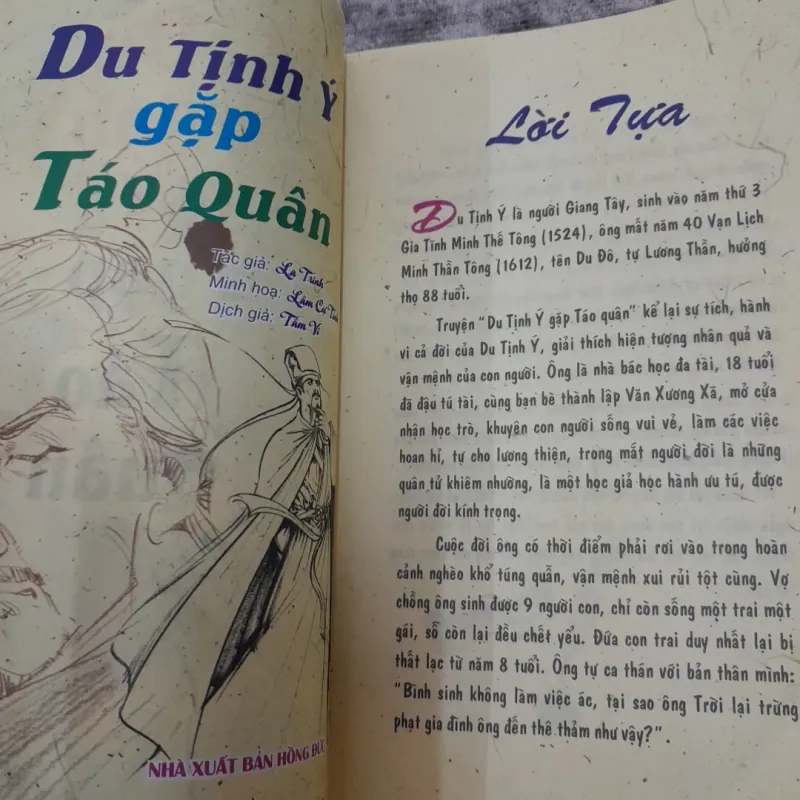 Du Tịnh Ý
gặp
Táo Quân
Tác giả: La Trinh
Minh hoạ: Lâm Cự
Dịch giả: Tâm Vị
NHÀ XUẤT BẢN HỒNG ĐỨC
Lời Tựa
Du Tịnh Ý là người Giang Tây, sinh vào năm thứ 3
Gia Tĩnh Minh Thế Tông (1524), ông mất năm 40 Vạn Lịch
Minh Thần Tông (1612), tên Du Đô, tự Lương Thần, hưởng
thọ 88 tuổi.
Truyện "Du Tịnh Ý gặp Táo quân" kể lại sự tích, hành
vi cả đời của Du Tịnh Ý, giải thích hiện tượng nhân quả và
vận mệnh của con người. Ông là nhà bác học đa tài, 18 tuổi
đã đậu tú tài, cùng bạn bè thành lập Văn Xương Xã, mở cửa
nhận học trò, khuyên con người sống vui vẻ, làm các việc
hoan hỉ, tự cho lương thiện, trong mắt người đời là những
quân tử khiêm nhường, là một học giả học hành ưu tú, được
người đời kính trọng.
Cuộc đời ông có thời điểm phải rơi vào trong hoàn
cảnh nghèo khổ túng quẫn, vận mệnh xui rủi tột cùng. Vợ
chồng ông sinh được 9 người con, chỉ còn sống một trai một
gái, số còn lại đều chết yểu. Đứa con trai duy nhất lại bị
thất lạc từ năm 8 tuổi. Ông tự ca thán với bản thân mình:
"Bình sinh không làm việc ác, tại sao ông Trời lại trừng
phạt gia đình ông đến thê thảm như vậy?".